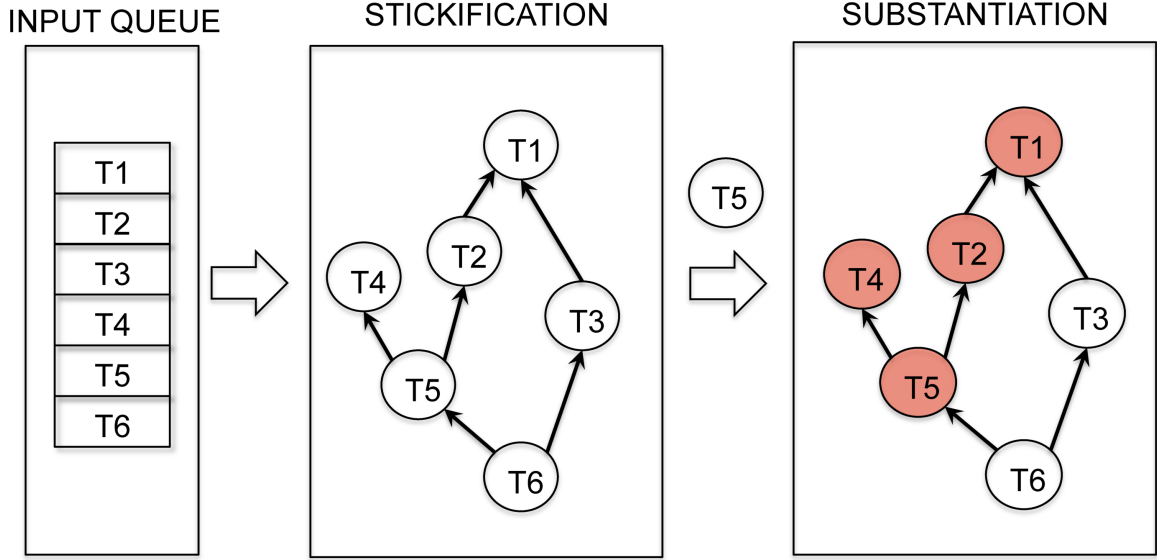 INPUT QUEUE
T1
T2
T3
T4
T5
T6
STICKIFICATION
T1
T2
T4
T3
T5
T6
T5
SUBSTANTIATION
T1
T2
T4
T3
T5
T6